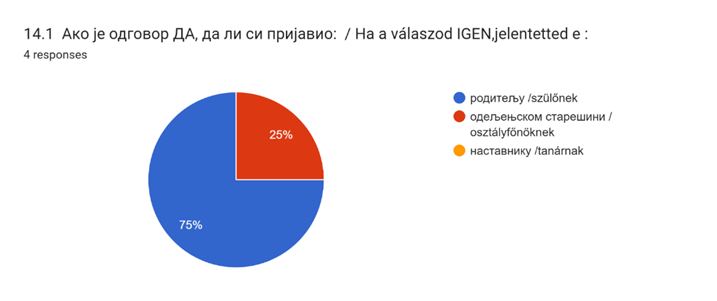 14.1 Ако је одговор ДА, да ли си пријавио: / Ha a válaszod IGEN,jelentetted e :
4 responses
25%
75%
родитељу /szülőnek
одељењском старешини /
osztályfőnöknek
наставнику /tanárnak